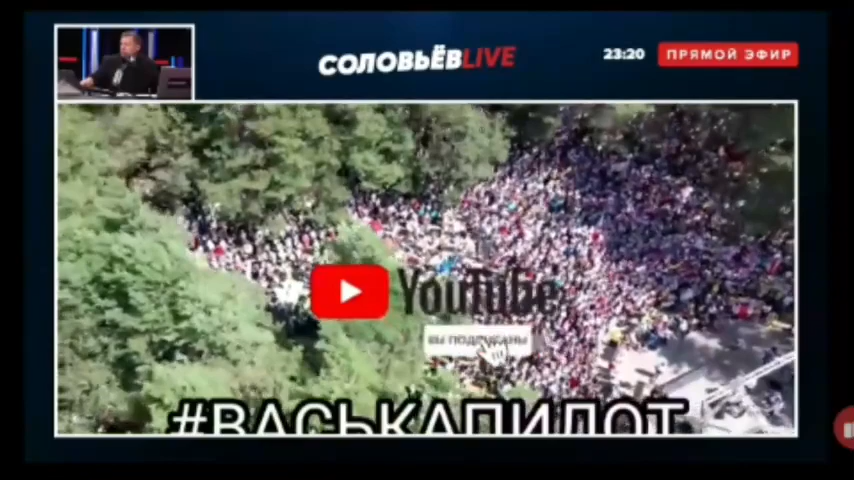 СОЛОВЬЁВLIVE
23:20
ПРЯМОЙ ЭФИР
YouTube
ВЫ ПОДПИСАНЫ
#ВАСЬКАПИЛОТ